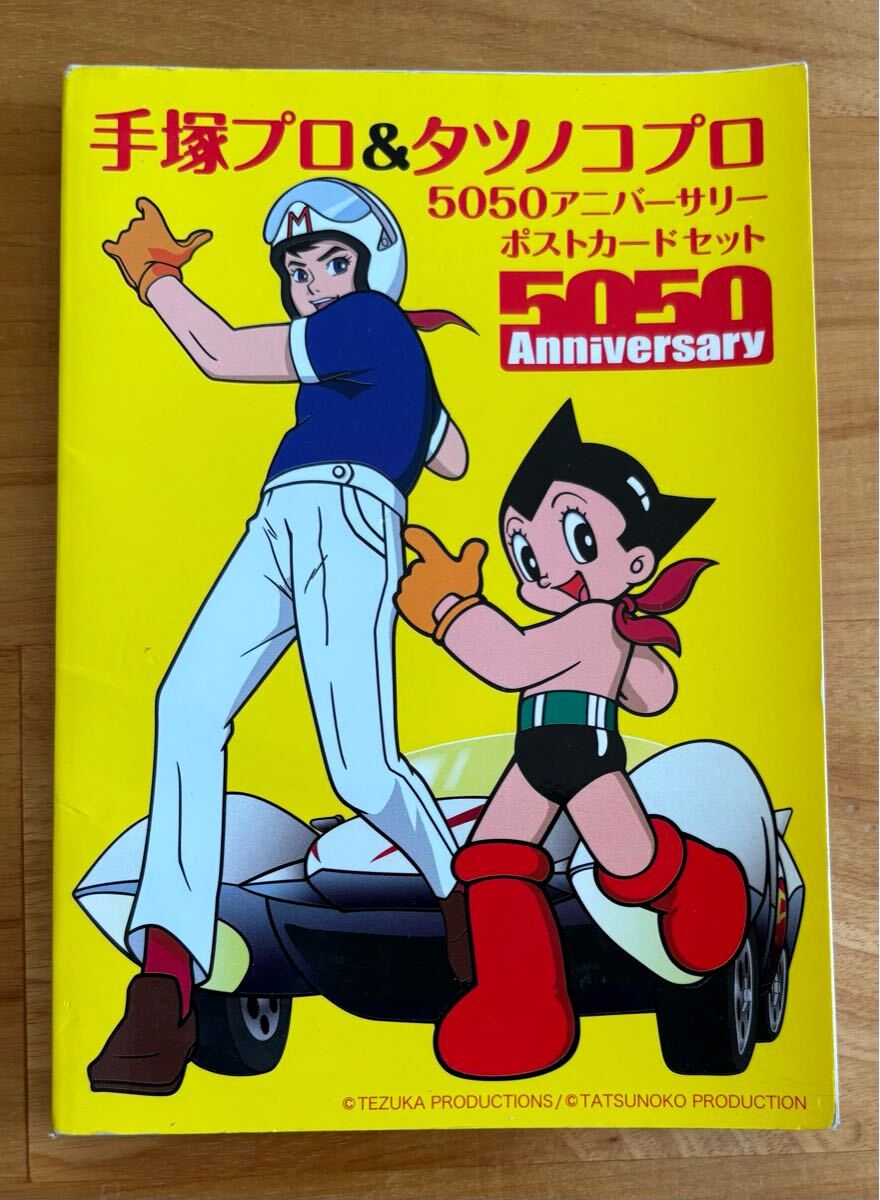 手塚プロ&タツノコプロ
5050アニバーサリー
ポストカードセット
5050
Anniversary
M
©TEZUKA PRODUCTIONS/©TATSUNOKO PRODUCTION